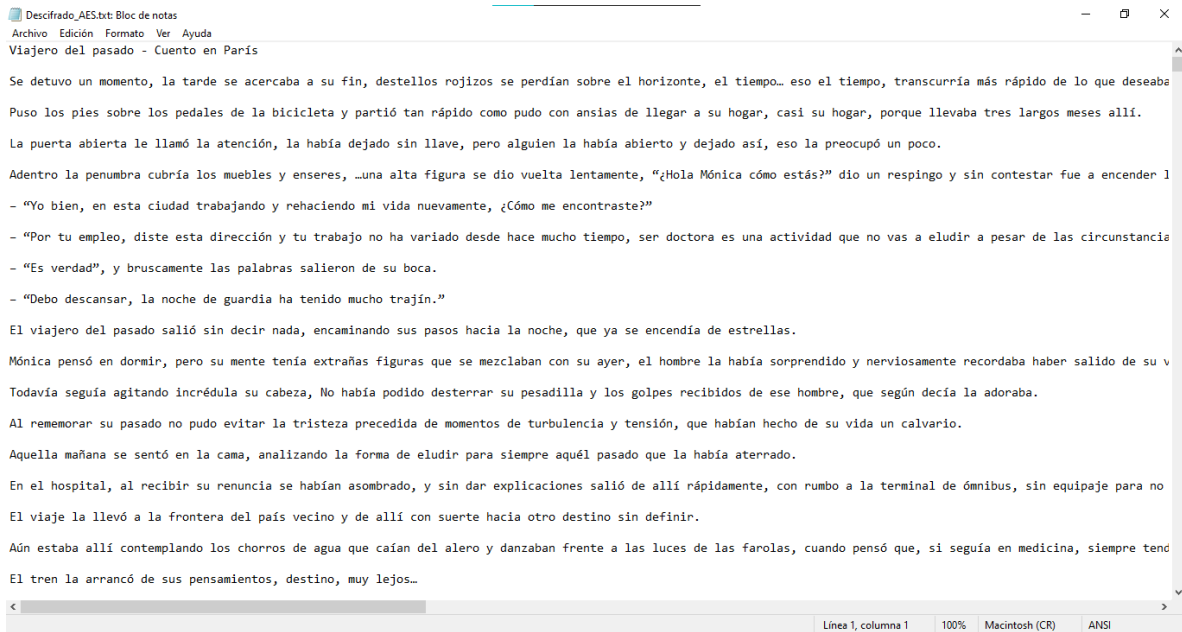 Descifrado_AES.txt: Bloc de notas
Archivo Edición Formato Ver Ayuda
Viajero del pasado - Cuento en París
Se detuvo un momento, la tarde se acercaba a su fin, destellos rojizos se perdían sobre el horizonte, el tiempo… eso el tiempo, transcurría más rápido de lo que deseaba
Puso los pies sobre los pedales de la bicicleta y partió tan rápido como pudo con ansias de llegar a su hogar, casi su hogar, porque llevaba tres largos meses allí.
La puerta abierta le llamó la atención, la había dejado sin llave, pero alguien la había abierto y dejado así, eso la preocupó un poco.
Adentro la penumbra cubría los muebles y enseres, …una alta figura se dio vuelta lentamente, “¿Hola Mónica cómo estás?” dio un respingo y sin contestar fue a encender l
– “Yo bien, en esta ciudad trabajando y rehaciendo mi vida nuevamente, ¿Cómo me encontraste?”
– “Por tu empleo, diste esta dirección y tu trabajo no ha variado desde hace mucho tiempo, ser doctora es una actividad que no vas a eludir a pesar de las circunstancia
– “Es verdad”, y bruscamente las palabras salieron de su boca.
– “Debo descansar, la noche de guardia ha tenido mucho trajín.”
El viajero del pasado salió sin decir nada, encaminando sus pasos hacia la noche, que ya se encendía de estrellas.
Mónica pensó en dormir, pero su mente tenía extrañas figuras que se mezclaban con su ayer, el hombre la había sorprendido y nerviosamente recordaba haber salido de su v
Todavía seguía agitando incrédula su cabeza, No había podido desterrar su pesadilla y los golpes recibidos de ese hombre, que según decía la adoraba.
Al rememorar su pasado no pudo evitar la tristeza precedida de momentos de turbulencia y tensión, que habían hecho de su vida un calvario.
Aquella mañana se sentó en la cama, analizando la forma de eludir para siempre aquél pasado que la había aterrado.
En el hospital, al recibir su renuncia se habían asombrado, y sin dar explicaciones salió de allí rápidamente, con rumbo a la terminal de ómnibus, sin equipaje para no
El viaje la llevó a la frontera del país vecino y de allí con suerte hacia otro destino sin definir.
Aún estaba allí contemplando los chorros de agua que caían del alero y danzaban frente a las luces de las farolas, cuando pensó que, si seguía en medicina, siempre tend
El tren la arrancó de sus pensamientos, destino, muy lejos…
Línea 1, columna 1 100% Macintosh (CR) ANSI